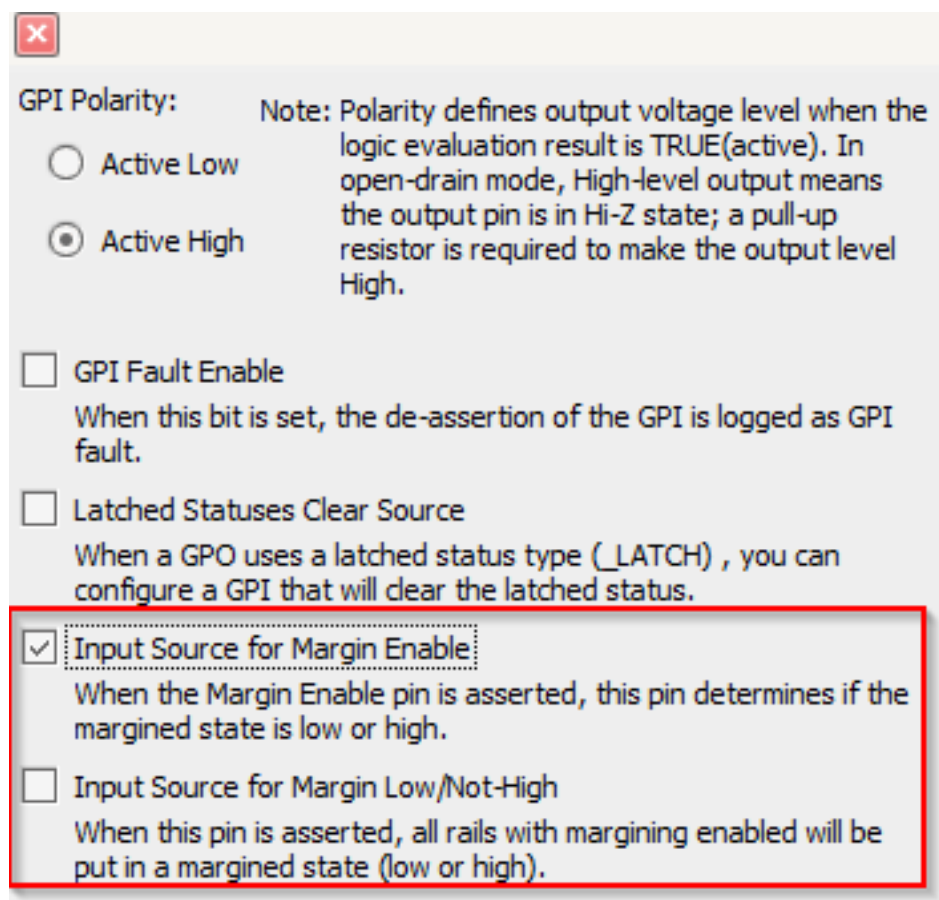 GPI Polarity:
Note: Polarity defines output voltage level when the
logic evaluation result is TRUE(active). In
open-drain mode, High-level output means
the output pin is in Hi-Z state; a pull-up
resistor is required to make the output level
High.
Active Low
Active High
GPI Fault Enable
When this bit is set, the de-assertion of the GPI is logged as GPI
fault.
Latched Statuses Clear Source
When a GPO uses a latched status type (_LATCH) , you can
configure a GPI that will clear the latched status.
Input Source for Margin Enable
When the Margin Enable pin is asserted, this pin determines if the
margined state is low or high.
Input Source for Margin Low/Not-High
When this pin is asserted, all rails with margining enabled will be
put in a margined state (low or high).